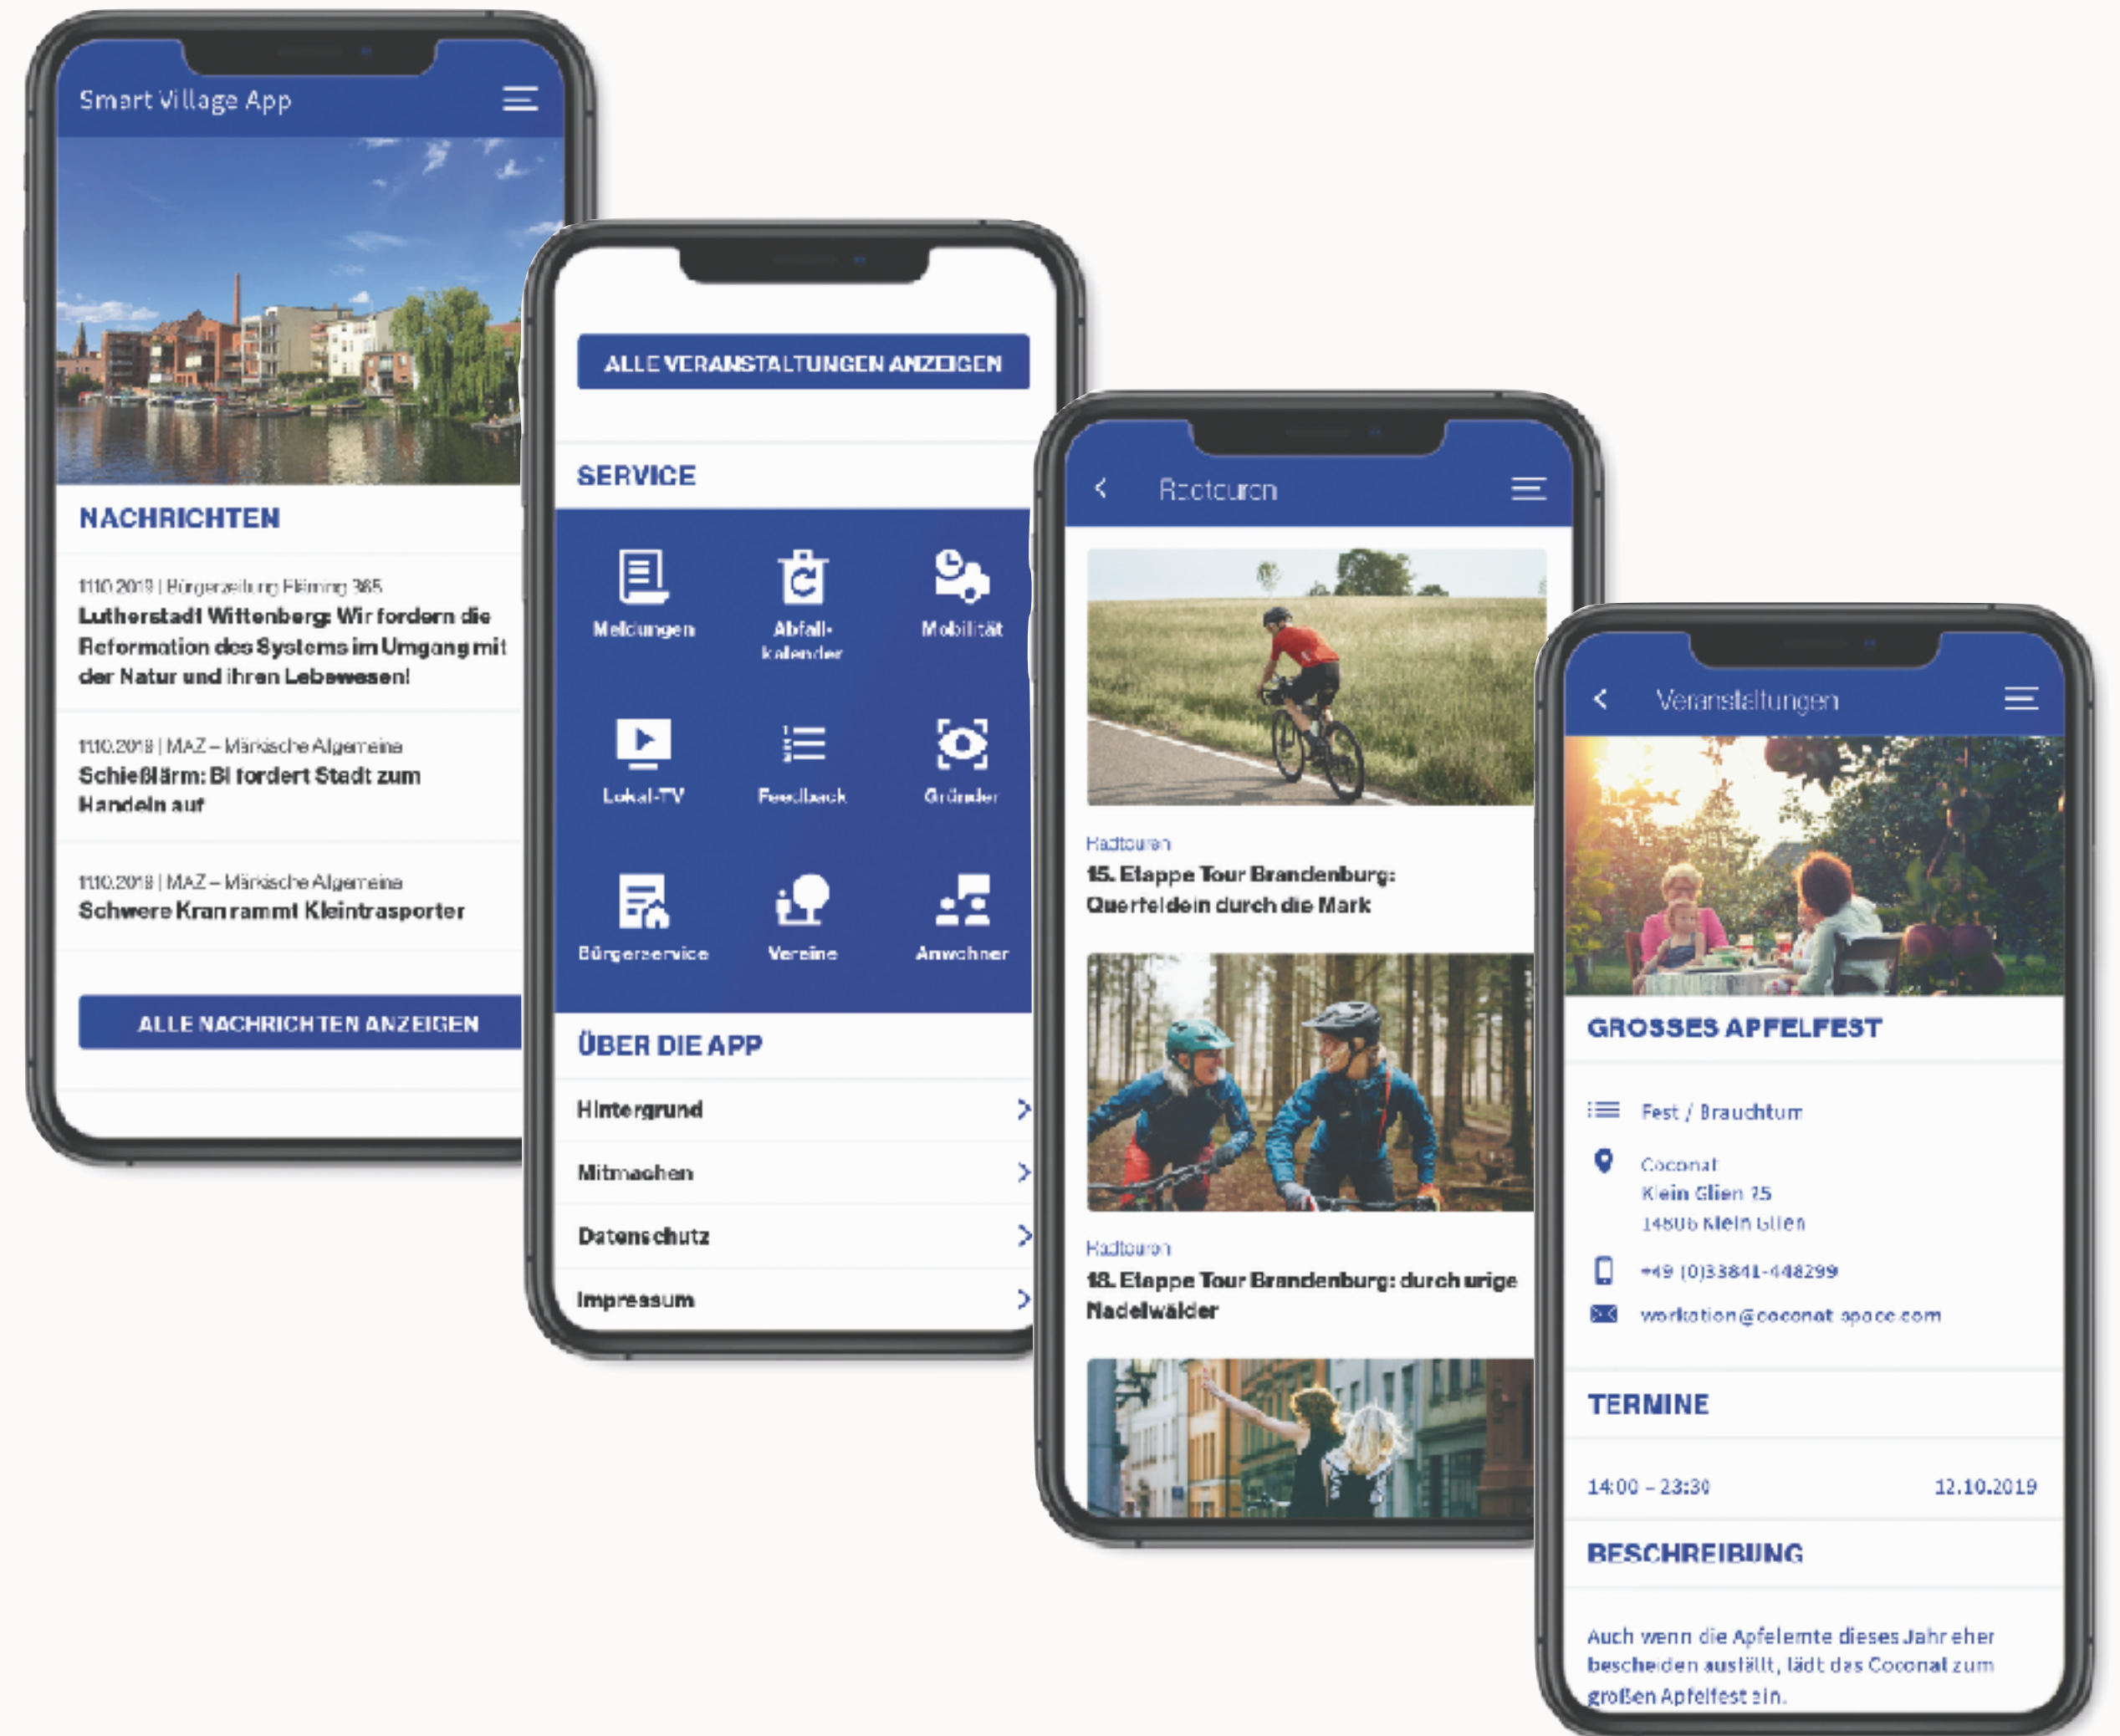 Smart Village App
NACHRICHTEN
11.10.2019 | Bürgerzeitung Fläming 365
Lutherstadt Wittenberg: Wir fordern die
Reformation des Systems im Umgang mit
der Natur und ihren Lebewesen!
11.10.2019 | MAZ – Märkische Allgemeine
Schießlärm: BI fordert Stadt zum
Handeln auf
11.10.2019 | MAZ – Märkische Allgemeine
Schwere Kran rammt Kleintrasporter
ALLE NACHRICHTEN ANZEIGEN
ALLE VERANSTALTUNGEN ANZEIGEN
SERVICE
Meldungen
Abfall-
kalender
Mobilität
Lokal-TV
Feedback
Gründer
Bürgerservice
Vereine
Anwohner
ÜBER DIE APP
Hintergrund
Mitmachen
Datenschutz
Impressum
Radtouren
Radtouren
15. Etappe Tour Brandenburg:
Querfeldein durch die Mark
Radtouren
18. Etappe Tour Brandenburg: durch urige
Nadelwälder
Veranstaltungen
GROSSES APFELFEST
Fest / Brauchtum
Coconat
Klein Glien 25
14806 Klein Glien
+49 (0)33841-448299
workation@coconat-space.com
TERMINE
14:00 – 23:30 12.10.2019
BESCHREIBUNG
Auch wenn die Apfelernte dieses Jahr eher
bescheiden ausfällt, lädt das Coconat zum
großen Apfelfest ein.